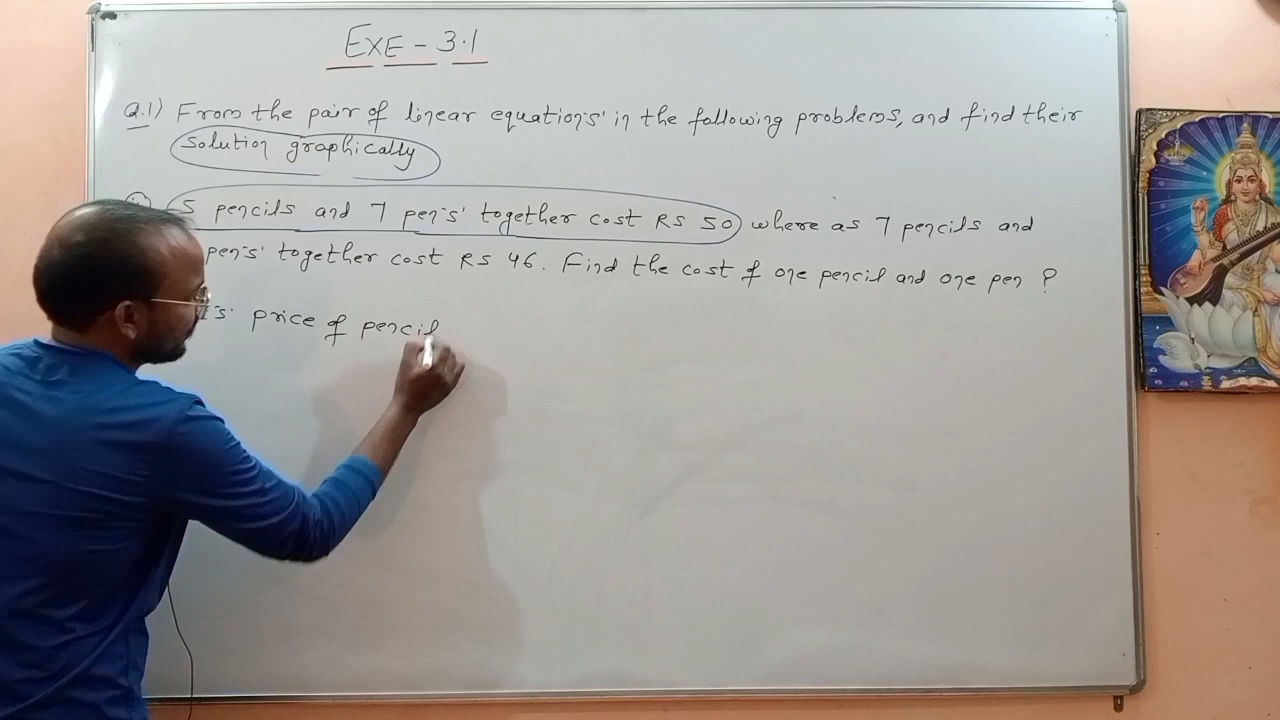 EXE - 3.1
Q.1) From the pair of linear equations' in the following problems, and find their
Solution graphically
5 pencils and 7 pen's' together cost RS 50 where as 7 pencils and
pen's' together cost RS 46. Find the cost of one pencil and one pen ?
price of pencil